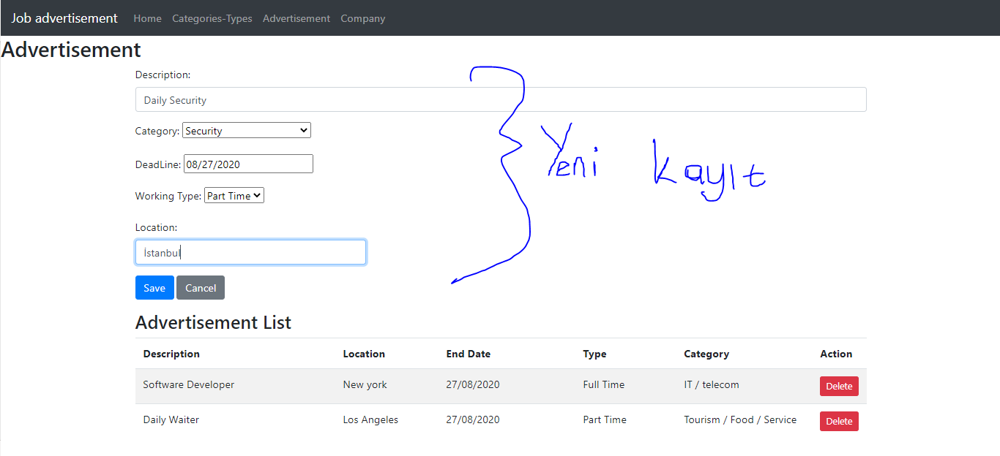 Job advertisement Home Categories-Types Advertisement Company
Advertisement
Description:
Daily Security
Category: Security
DeadLine: 08/27/2020
Working Type: Part Time
Location:
İstanbul
Yeni kayıt
Save Cancel
Advertisement List
Description Location End Date Type Category Action
Software Developer New york 27/08/2020 Full Time IT / telecom Delete
Daily Waiter Los Angeles 27/08/2020 Part Time Tourism / Food / Service Delete